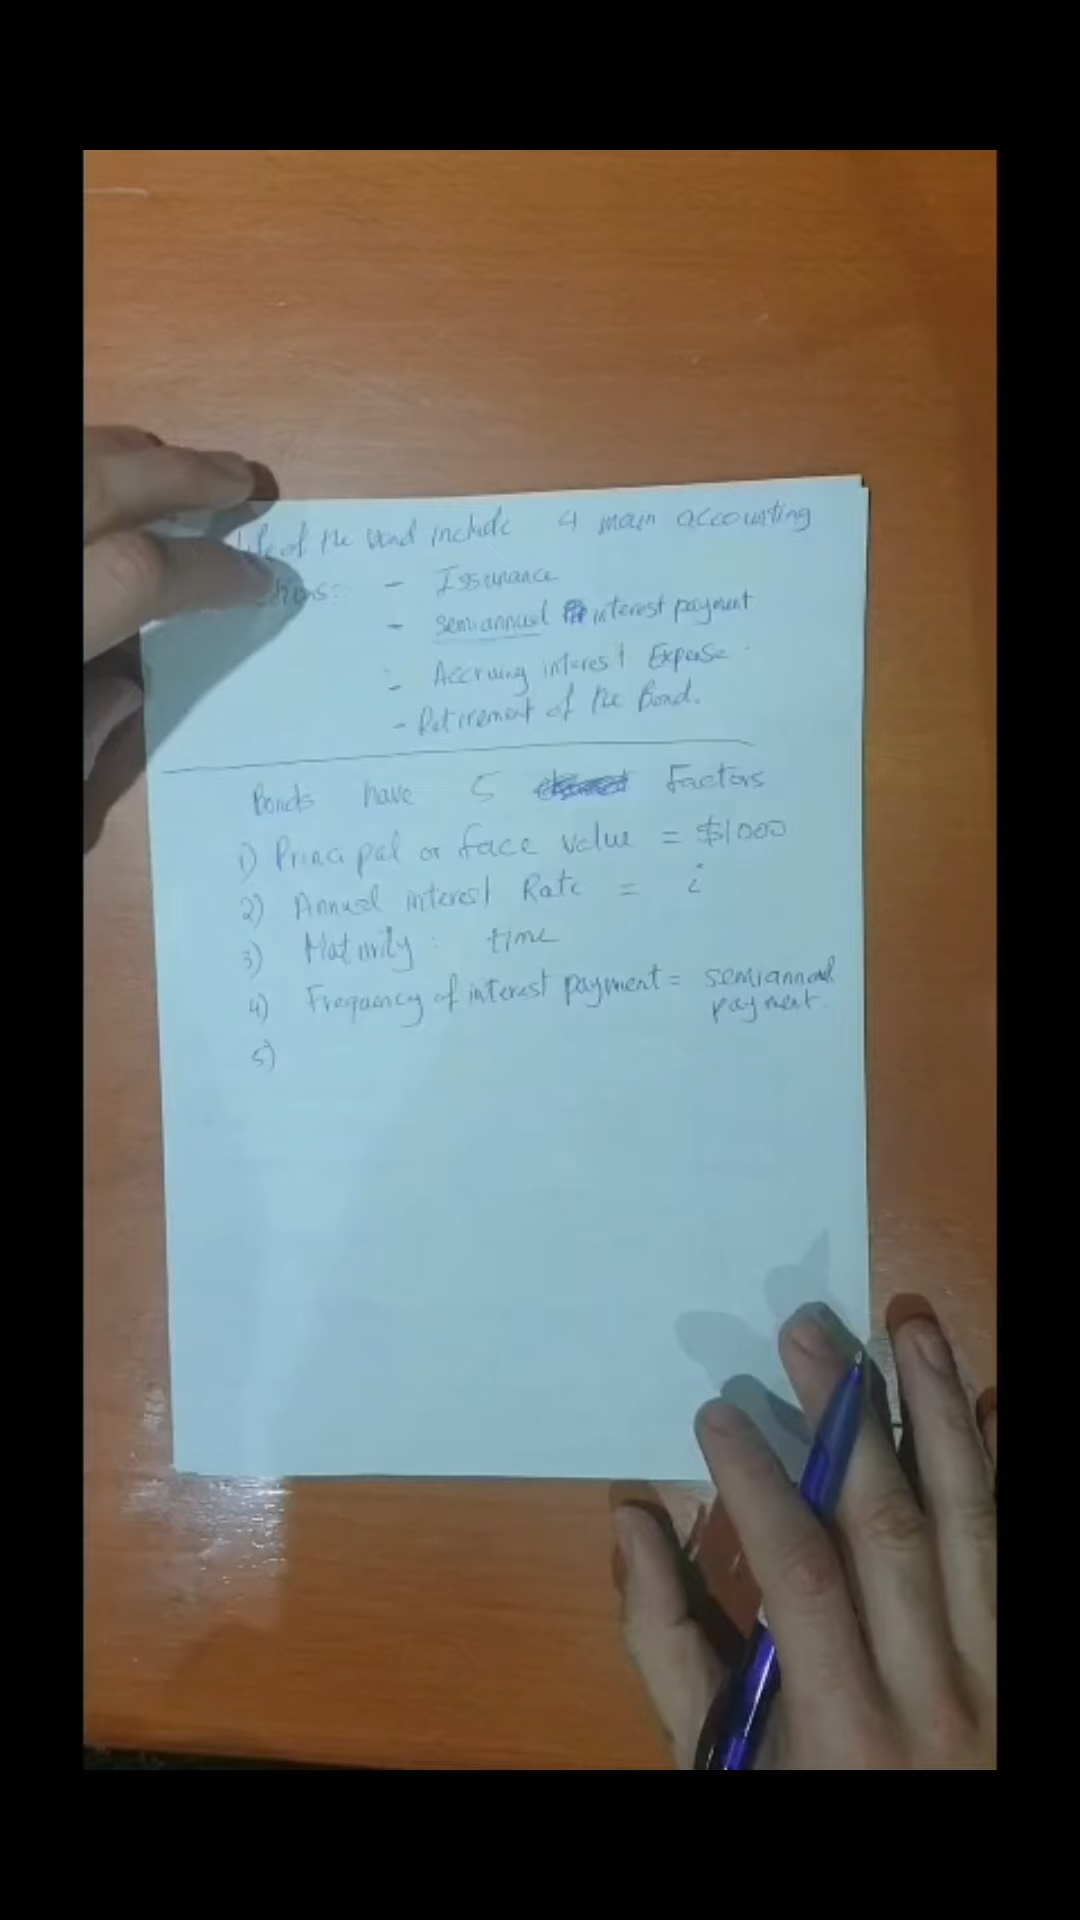 of the bond include 4 main accounting
- Issuance
- semiannual interest payment
- Accruing interest Expense.
- Retirement of the Bond.
Bonds have 5 Factors
1) Principal or face value = $1000
2) Annual interest Rate = i
3) Maturity: time
4) Frequency of interest payment = semiannual
payment.
5)